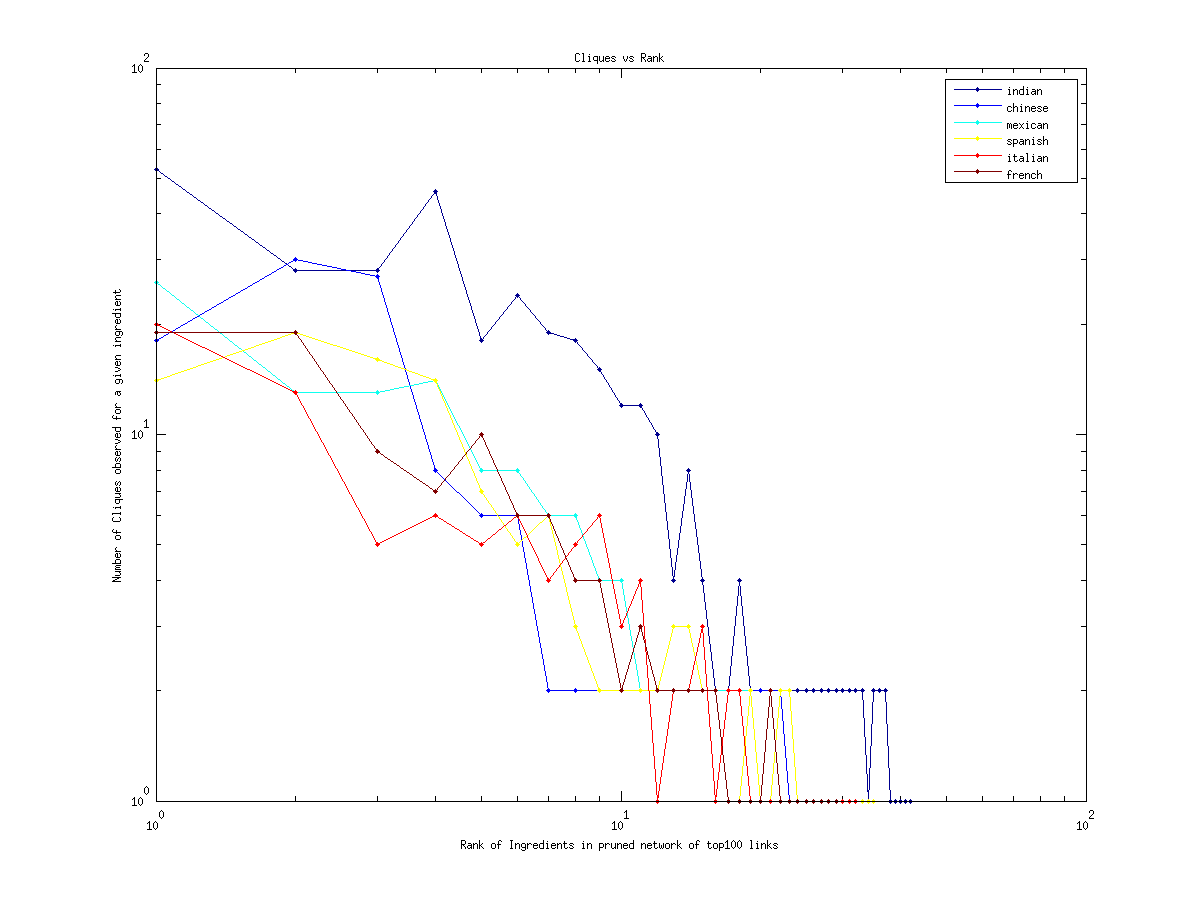 Cliques vs Rank
10^2
indian
chinese
mexican
spanish
italian
french
Number of Cliques observed for a given ingredient
10^1
10^0
10^0
10^1
10^2
Rank of Ingredients in pruned network of top100 links